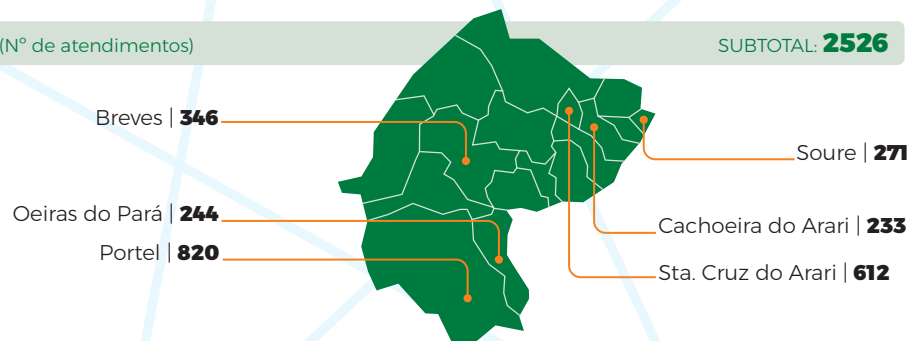 (Nº de atendimentos)
SUBTOTAL: 2526
Breves | 346
Soure | 271
Oeiras do Pará | 244
Cachoeira do Arari | 233
Portel | 820
Sta. Cruz do Arari | 612